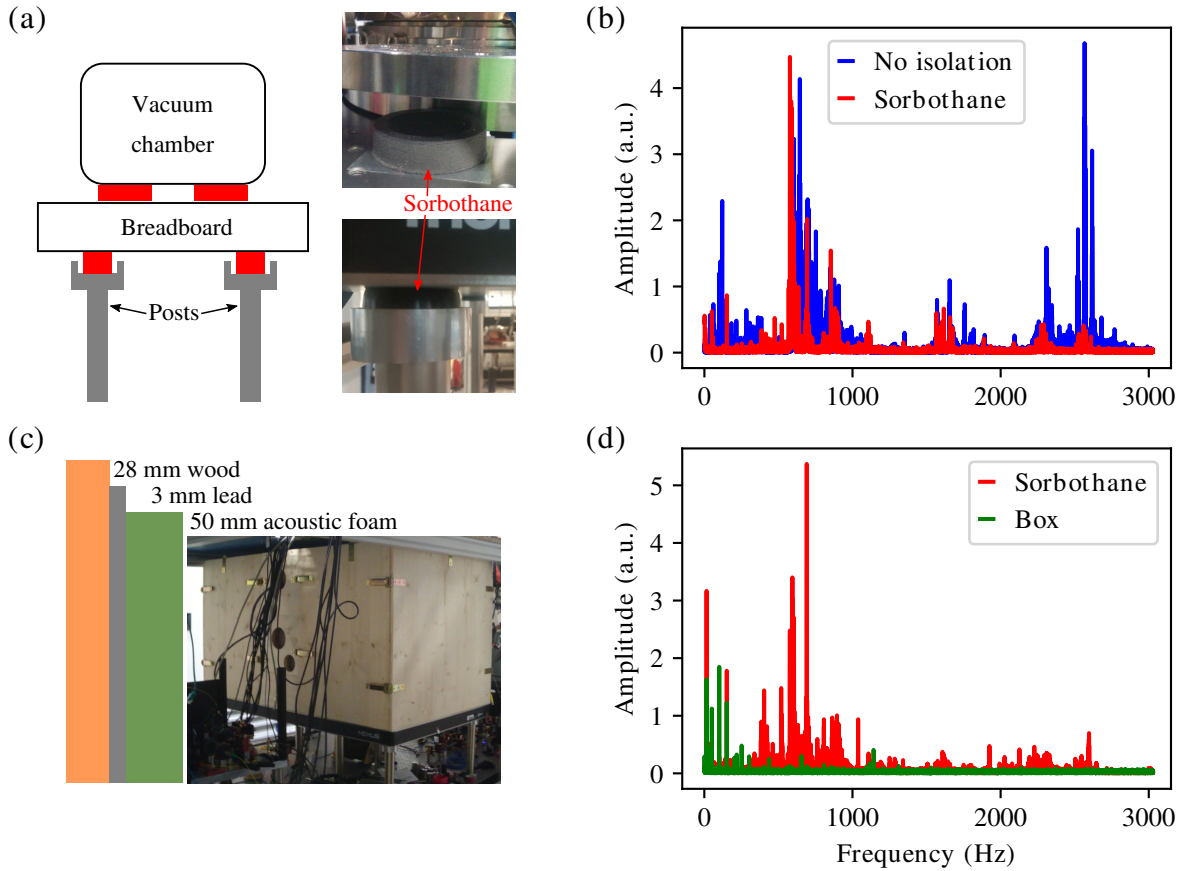 (a)
Vacuum
chamber
Breadboard
Posts
Sorbothane
(b)
No isolation
Sorbothane
Amplitude (a.u.)
4
3
2
1
0
0 1000 2000 3000
(c)
28 mm wood
3 mm lead
50 mm acoustic foam
(d)
Sorbothane
Box
Amplitude (a.u.)
5
4
3
2
1
0
0 1000 2000 3000
Frequency (Hz)